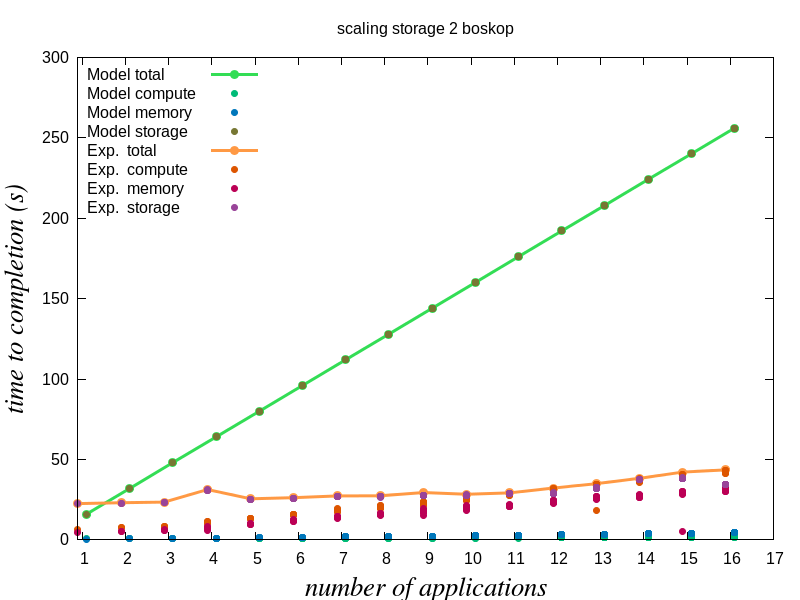 scaling storage 2 boskop
300
250
200
150
100
50
0
time to completion (s)
Model total
Model compute
Model memory
Model storage
Exp. total
Exp. compute
Exp. memory
Exp. storage
1 2 3 4 5 6 7 8 9 10 11 12 13 14 15 16 17
number of applications